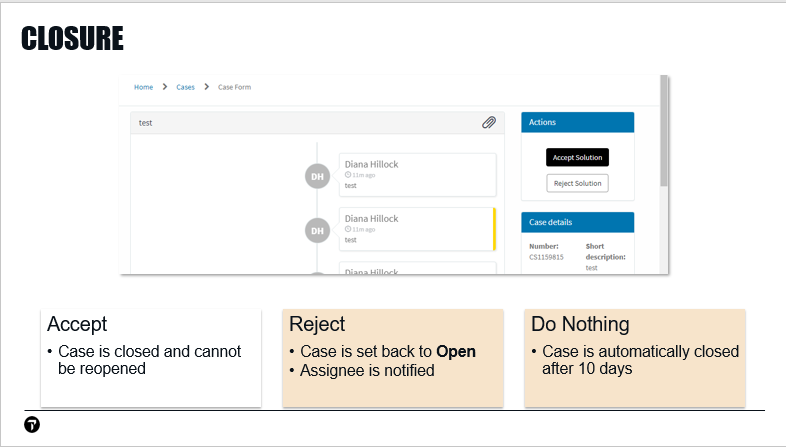 CLOSURE
Home > Cases > Case Form
test
Actions
Accept Solution
Reject Solution
DH
Diana Hillock
11m ago
test
DH
Diana Hillock
11m ago
test
Diana Hillock
Case details
Number:
CS1159815
Short
description:
test
Accept
• Case is closed and cannot
be reopened
Reject
• Case is set back to Open
• Assignee is notified
Do Nothing
• Case is automatically closed
after 10 days